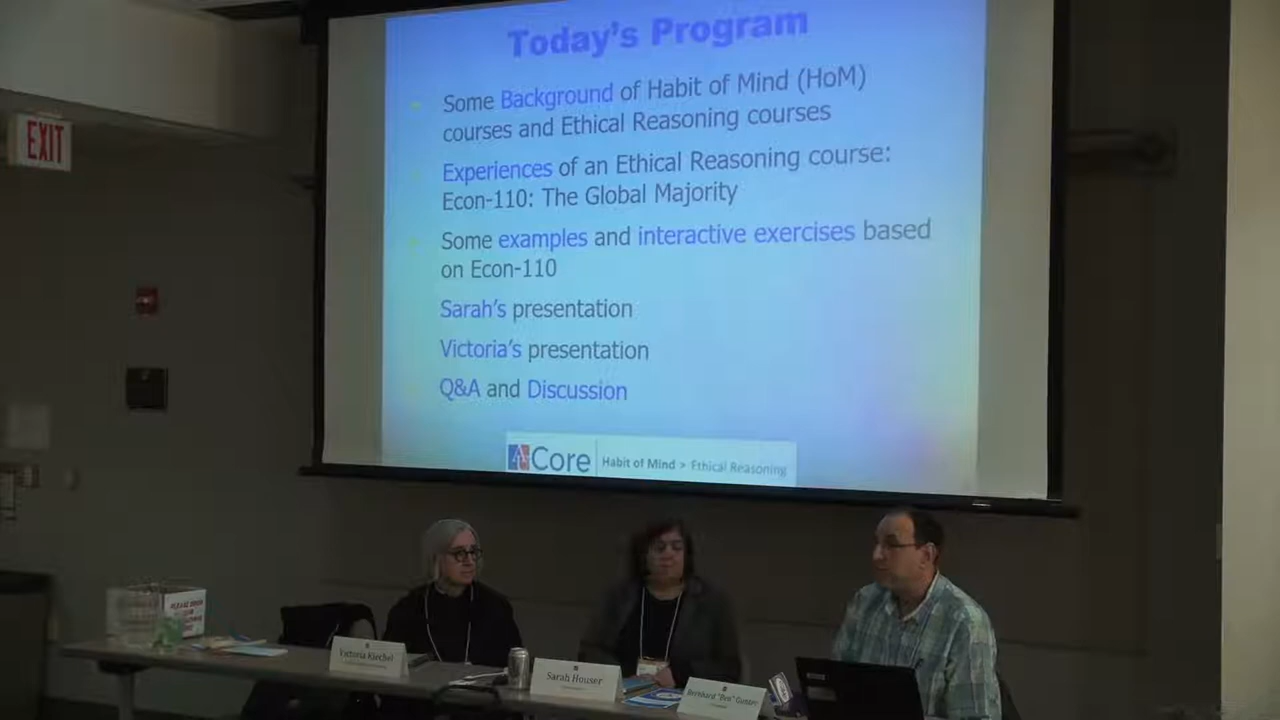 Today's Program
EXIT
Some Background of Habit of Mind (HoM)
courses and Ethical Reasoning courses
Experiences of an Ethical Reasoning course:
Econ-110: The Global Majority
Some examples and interactive exercises based
on Econ-110
Sarah's presentation
Victoria's presentation
Q&A and Discussion
AU Core Habit of Mind > Ethical Reasoning
Victoria Kiechel
Sarah Houser
Bernhard "Ben" Gunter